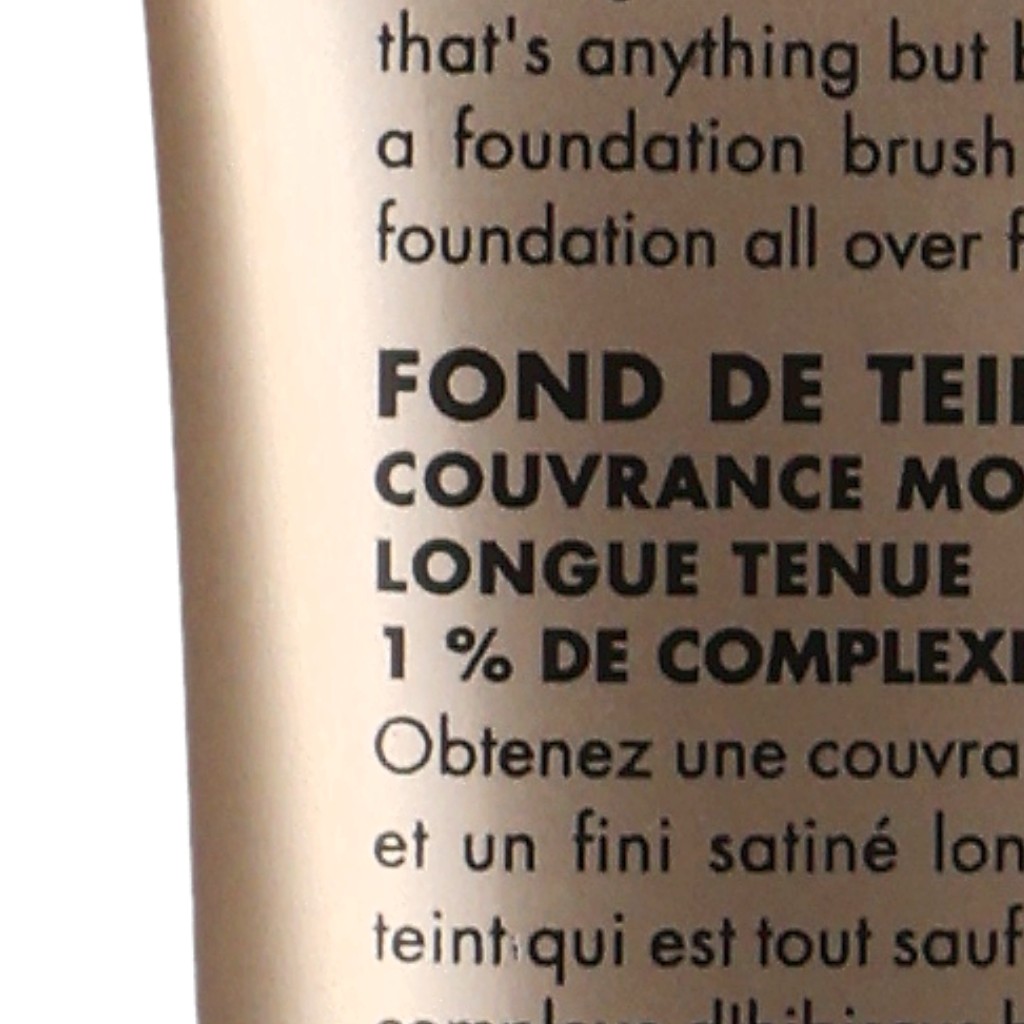 that's anything but b
a foundation brush
foundation all over f
FOND DE TEI
COUVRANCE MO
LONGUE TENUE
1 % DE COMPLEX
Obtenez une couvra
et un fini satiné lon
teint qui est tout sauf